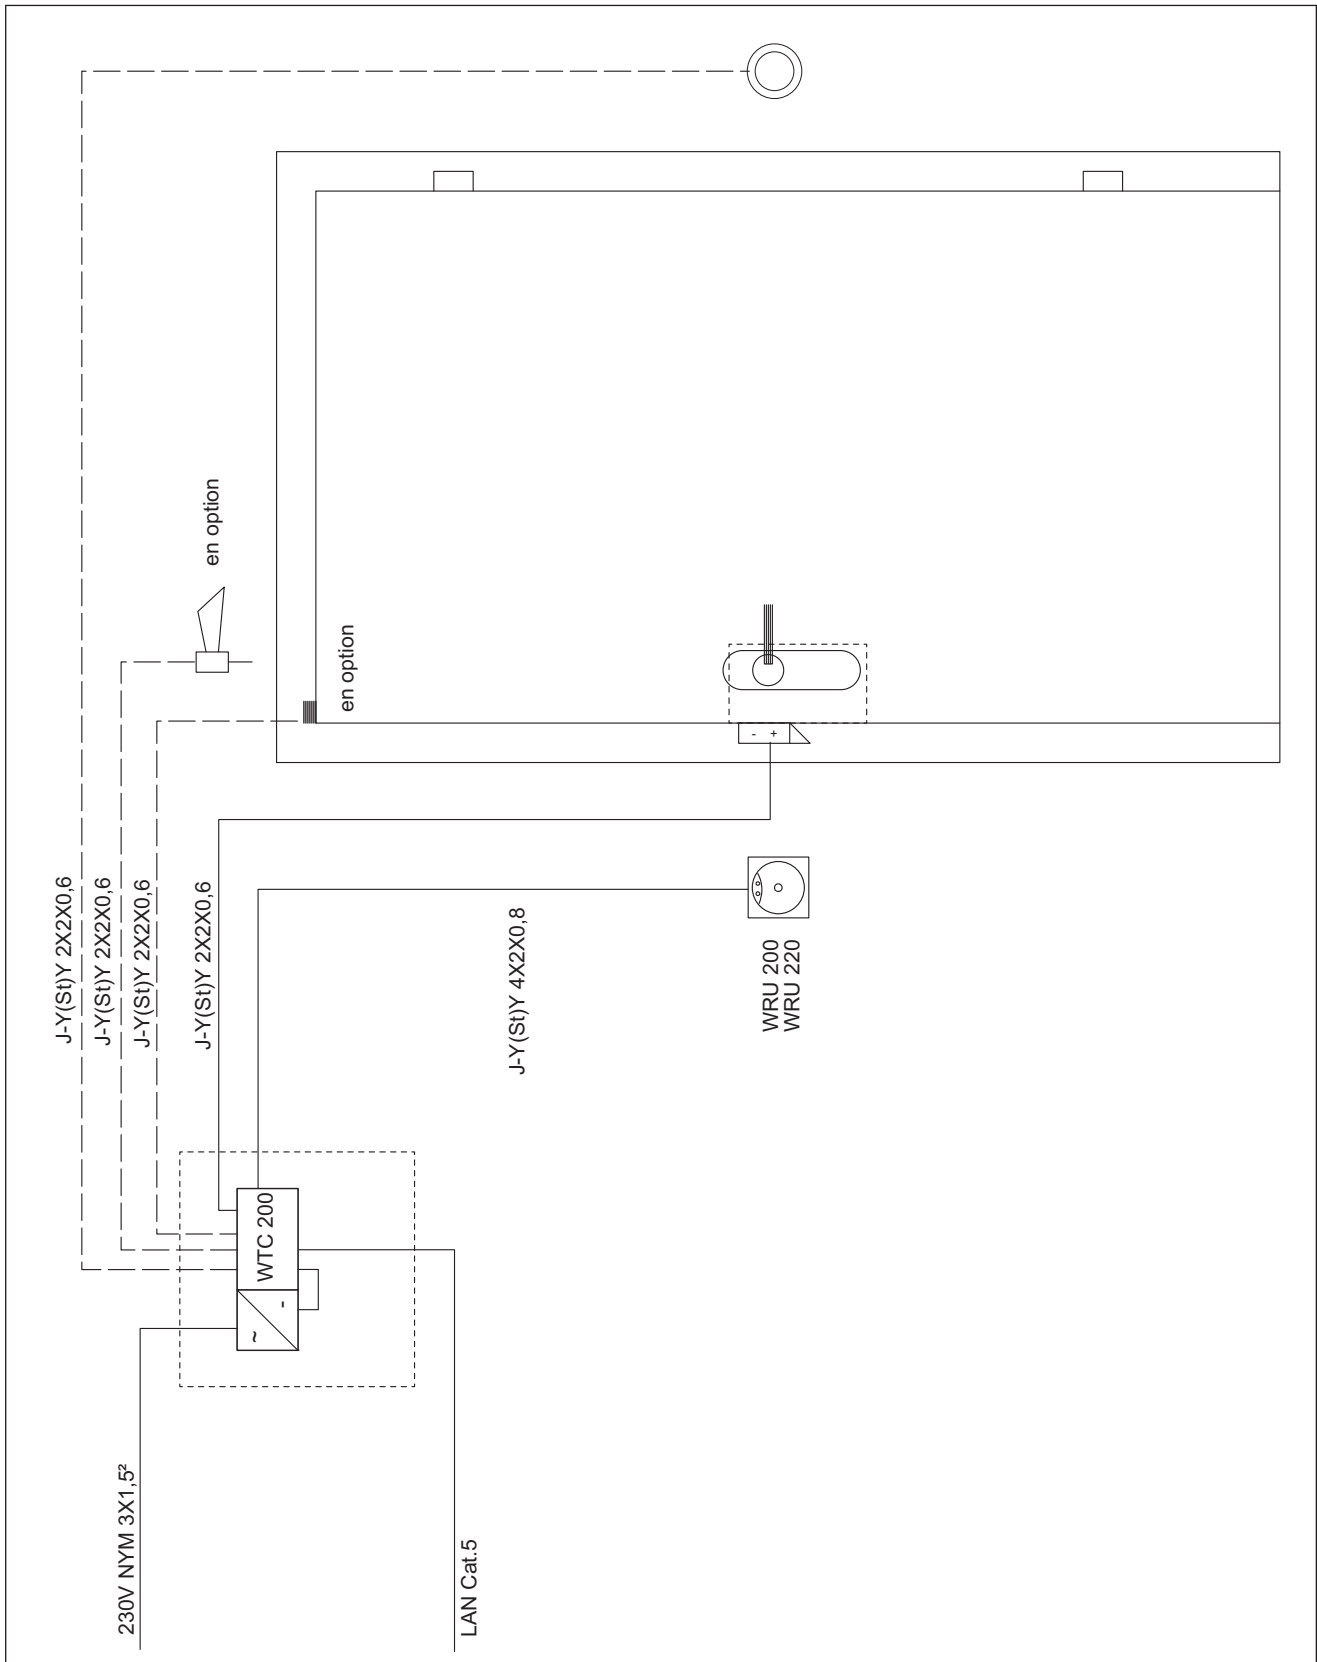 en option
en option
J-Y(St)Y 2X2X0,6
J-Y(St)Y 2X2X0,6
J-Y(St)Y 2X2X0,6
J-Y(St)Y 2X2X0,6
J-Y(St)Y 4X2X0,8
- +
WRU 200
WRU 220
WTC 200
~ -
230V NYM 3X1,5²
LAN Cat.5